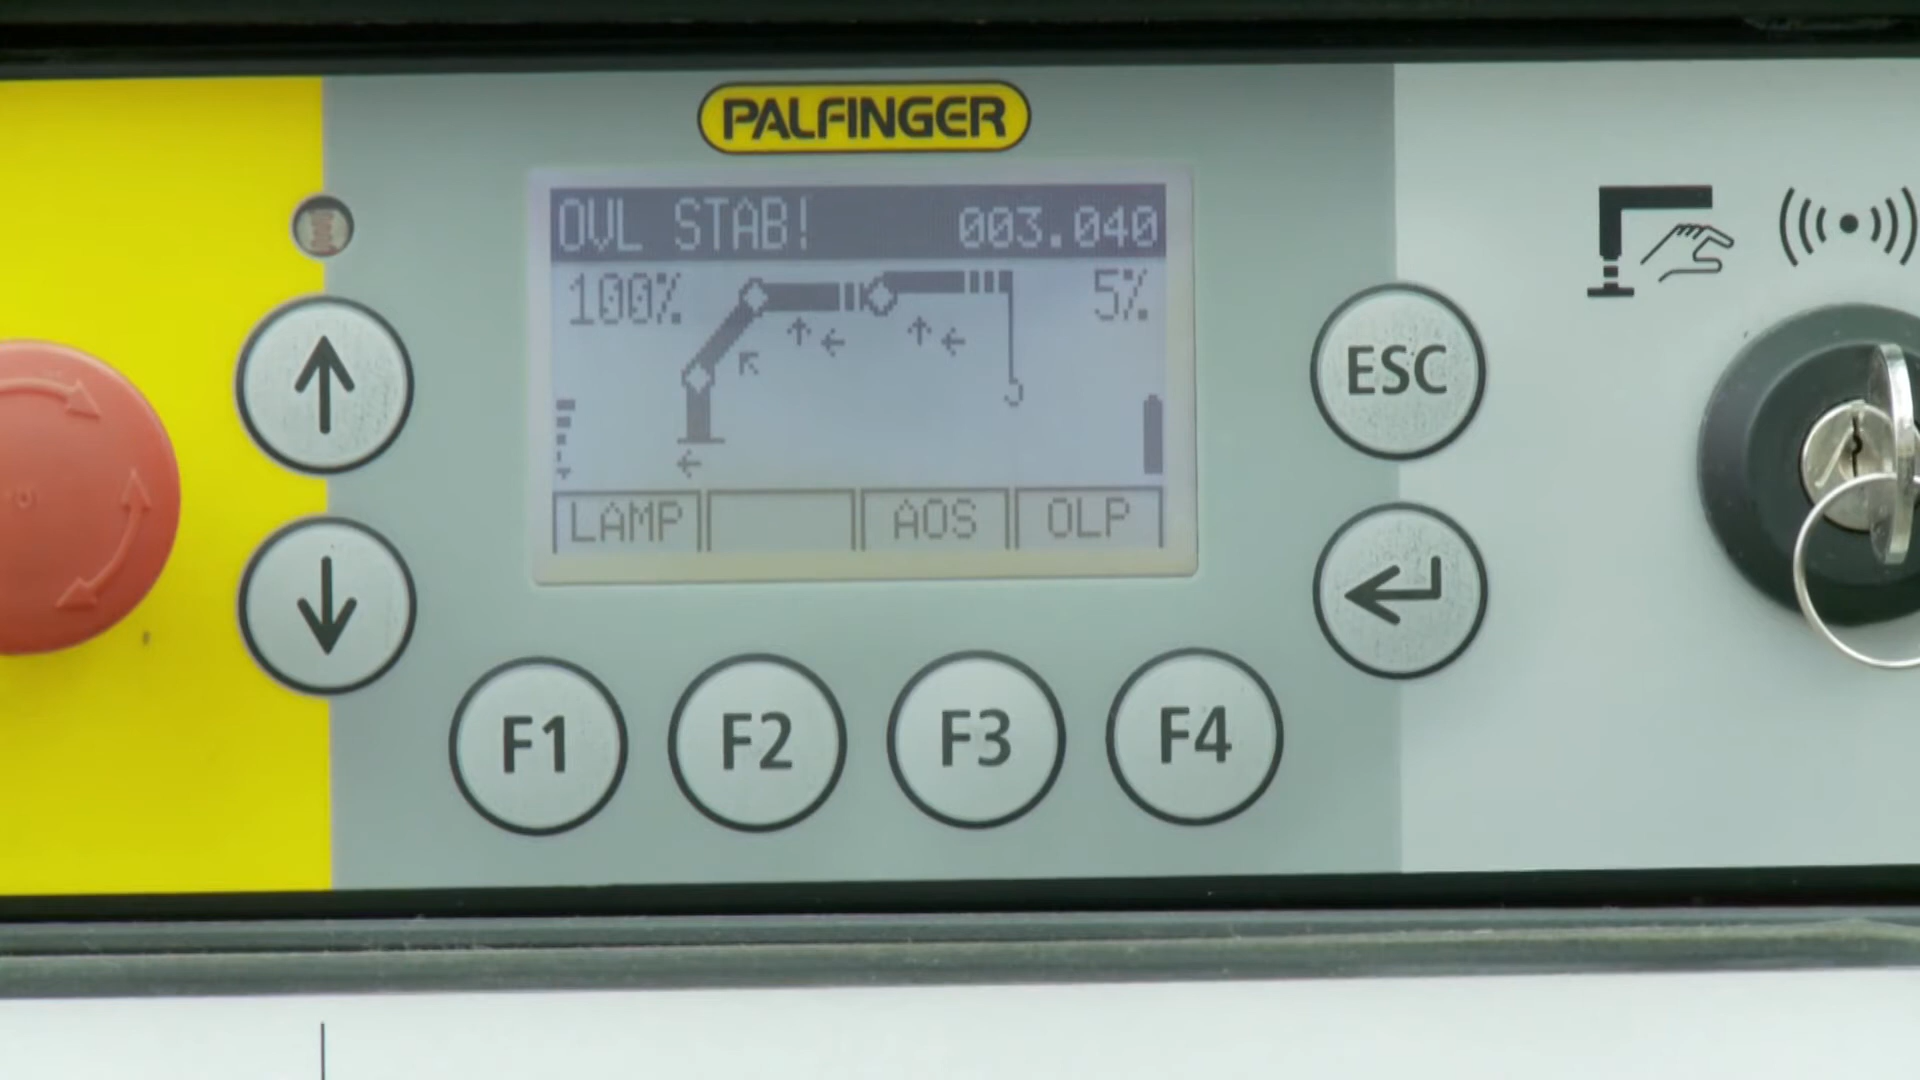 PALFINGER
OVL STAB! 003.040
100% 5%
LAMP AOS OLP
ESC
F1 F2 F3 F4